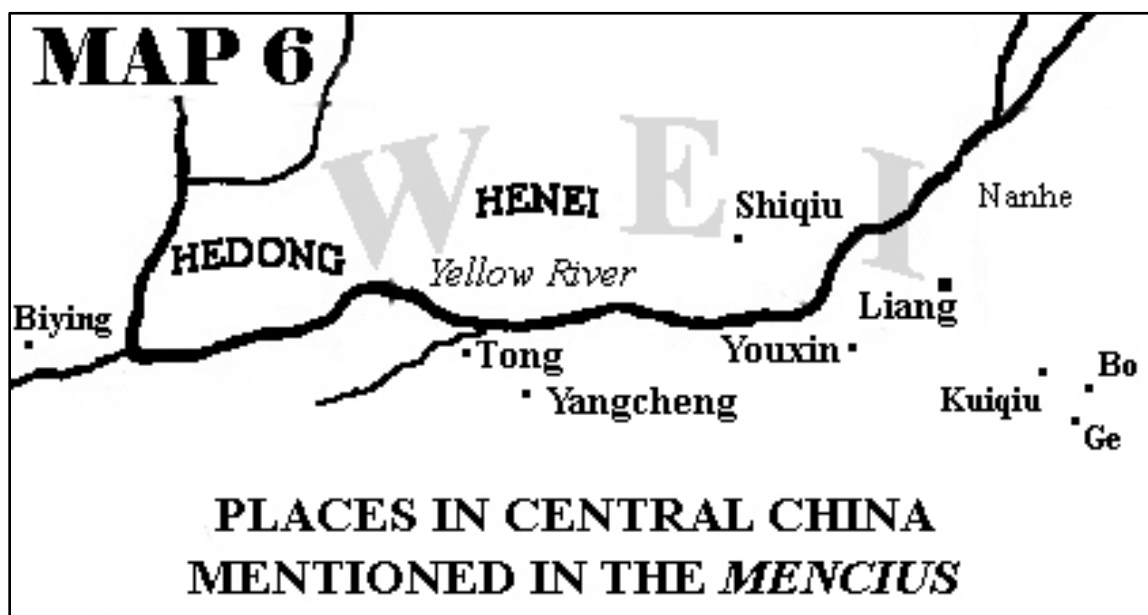 MAP 6
WEI
HENEI
Shiqiu
Nanhe
HEDONG
Yellow River
Liang
Biying
Tong
Youxin
Bo
Yangcheng
Kuiqiu
Ge
PLACES IN CENTRAL CHINA
MENTIONED IN THE MENCIUS